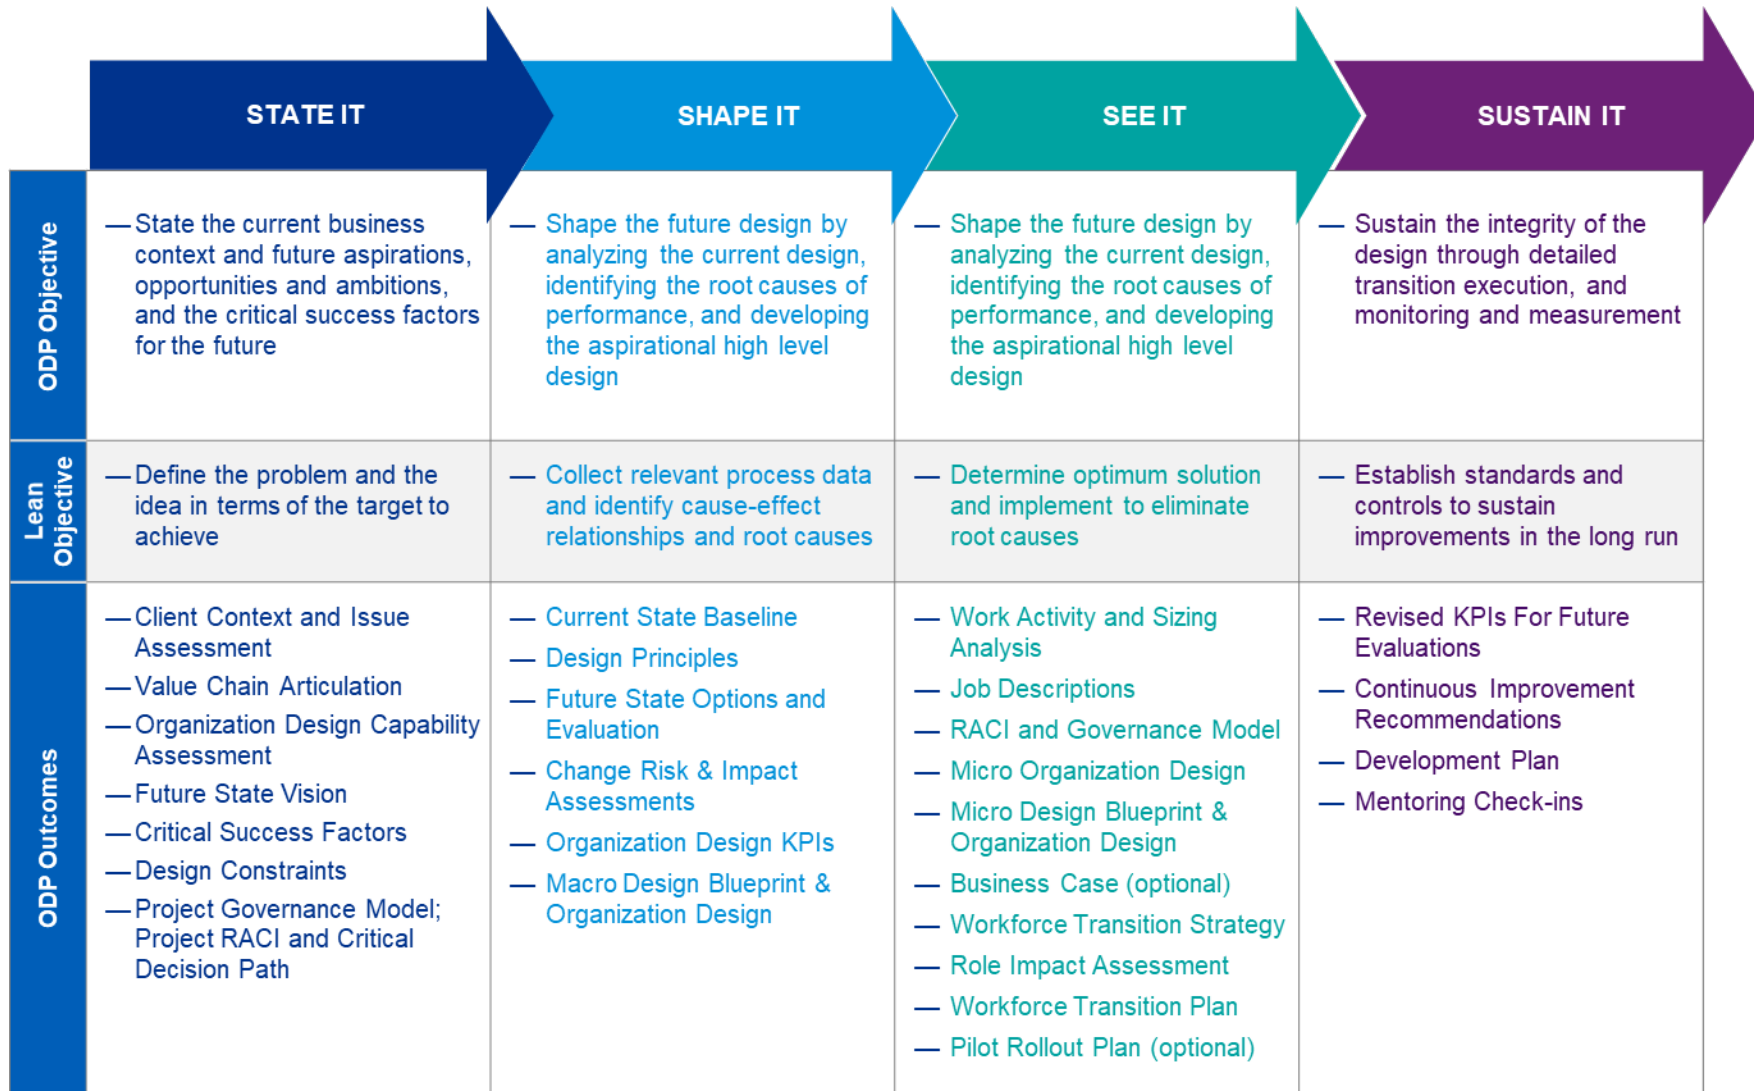 STATE IT
SHAPE IT
SEE IT
SUSTAIN IT
ODP Objective
— State the current business
context and future aspirations,
opportunities and ambitions,
and the critical success factors
for the future
— Shape the future design by
analyzing the current design,
identifying the root causes of
performance, and developing
the aspirational high level
design
— Shape the future design by
analyzing the current design,
identifying the root causes of
performance, and developing
the aspirational high level
design
— Sustain the integrity of the
design through detailed
transition execution, and
monitoring and measurement
Lean
Objective
— Define the problem and the
idea in terms of the target to
achieve
— Collect relevant process data
and identify cause-effect
relationships and root causes
— Determine optimum solution
and implement to eliminate
root causes
— Establish standards and
controls to sustain
improvements in the long run
ODP Outcomes
— Client Context and Issue
Assessment
— Value Chain Articulation
— Organization Design Capability
Assessment
— Future State Vision
— Critical Success Factors
— Design Constraints
— Project Governance Model;
Project RACI and Critical
Decision Path
— Current State Baseline
— Design Principles
— Future State Options and
Evaluation
— Change Risk & Impact
Assessments
— Organization Design KPIs
— Macro Design Blueprint &
Organization Design
— Work Activity and Sizing
Analysis
— Job Descriptions
— RACI and Governance Model
— Micro Organization Design
— Micro Design Blueprint &
Organization Design
— Business Case (optional)
— Workforce Transition Strategy
— Role Impact Assessment
— Workforce Transition Plan
— Pilot Rollout Plan (optional)
— Revised KPIs For Future
Evaluations
— Continuous Improvement
Recommendations
— Development Plan
— Mentoring Check-ins